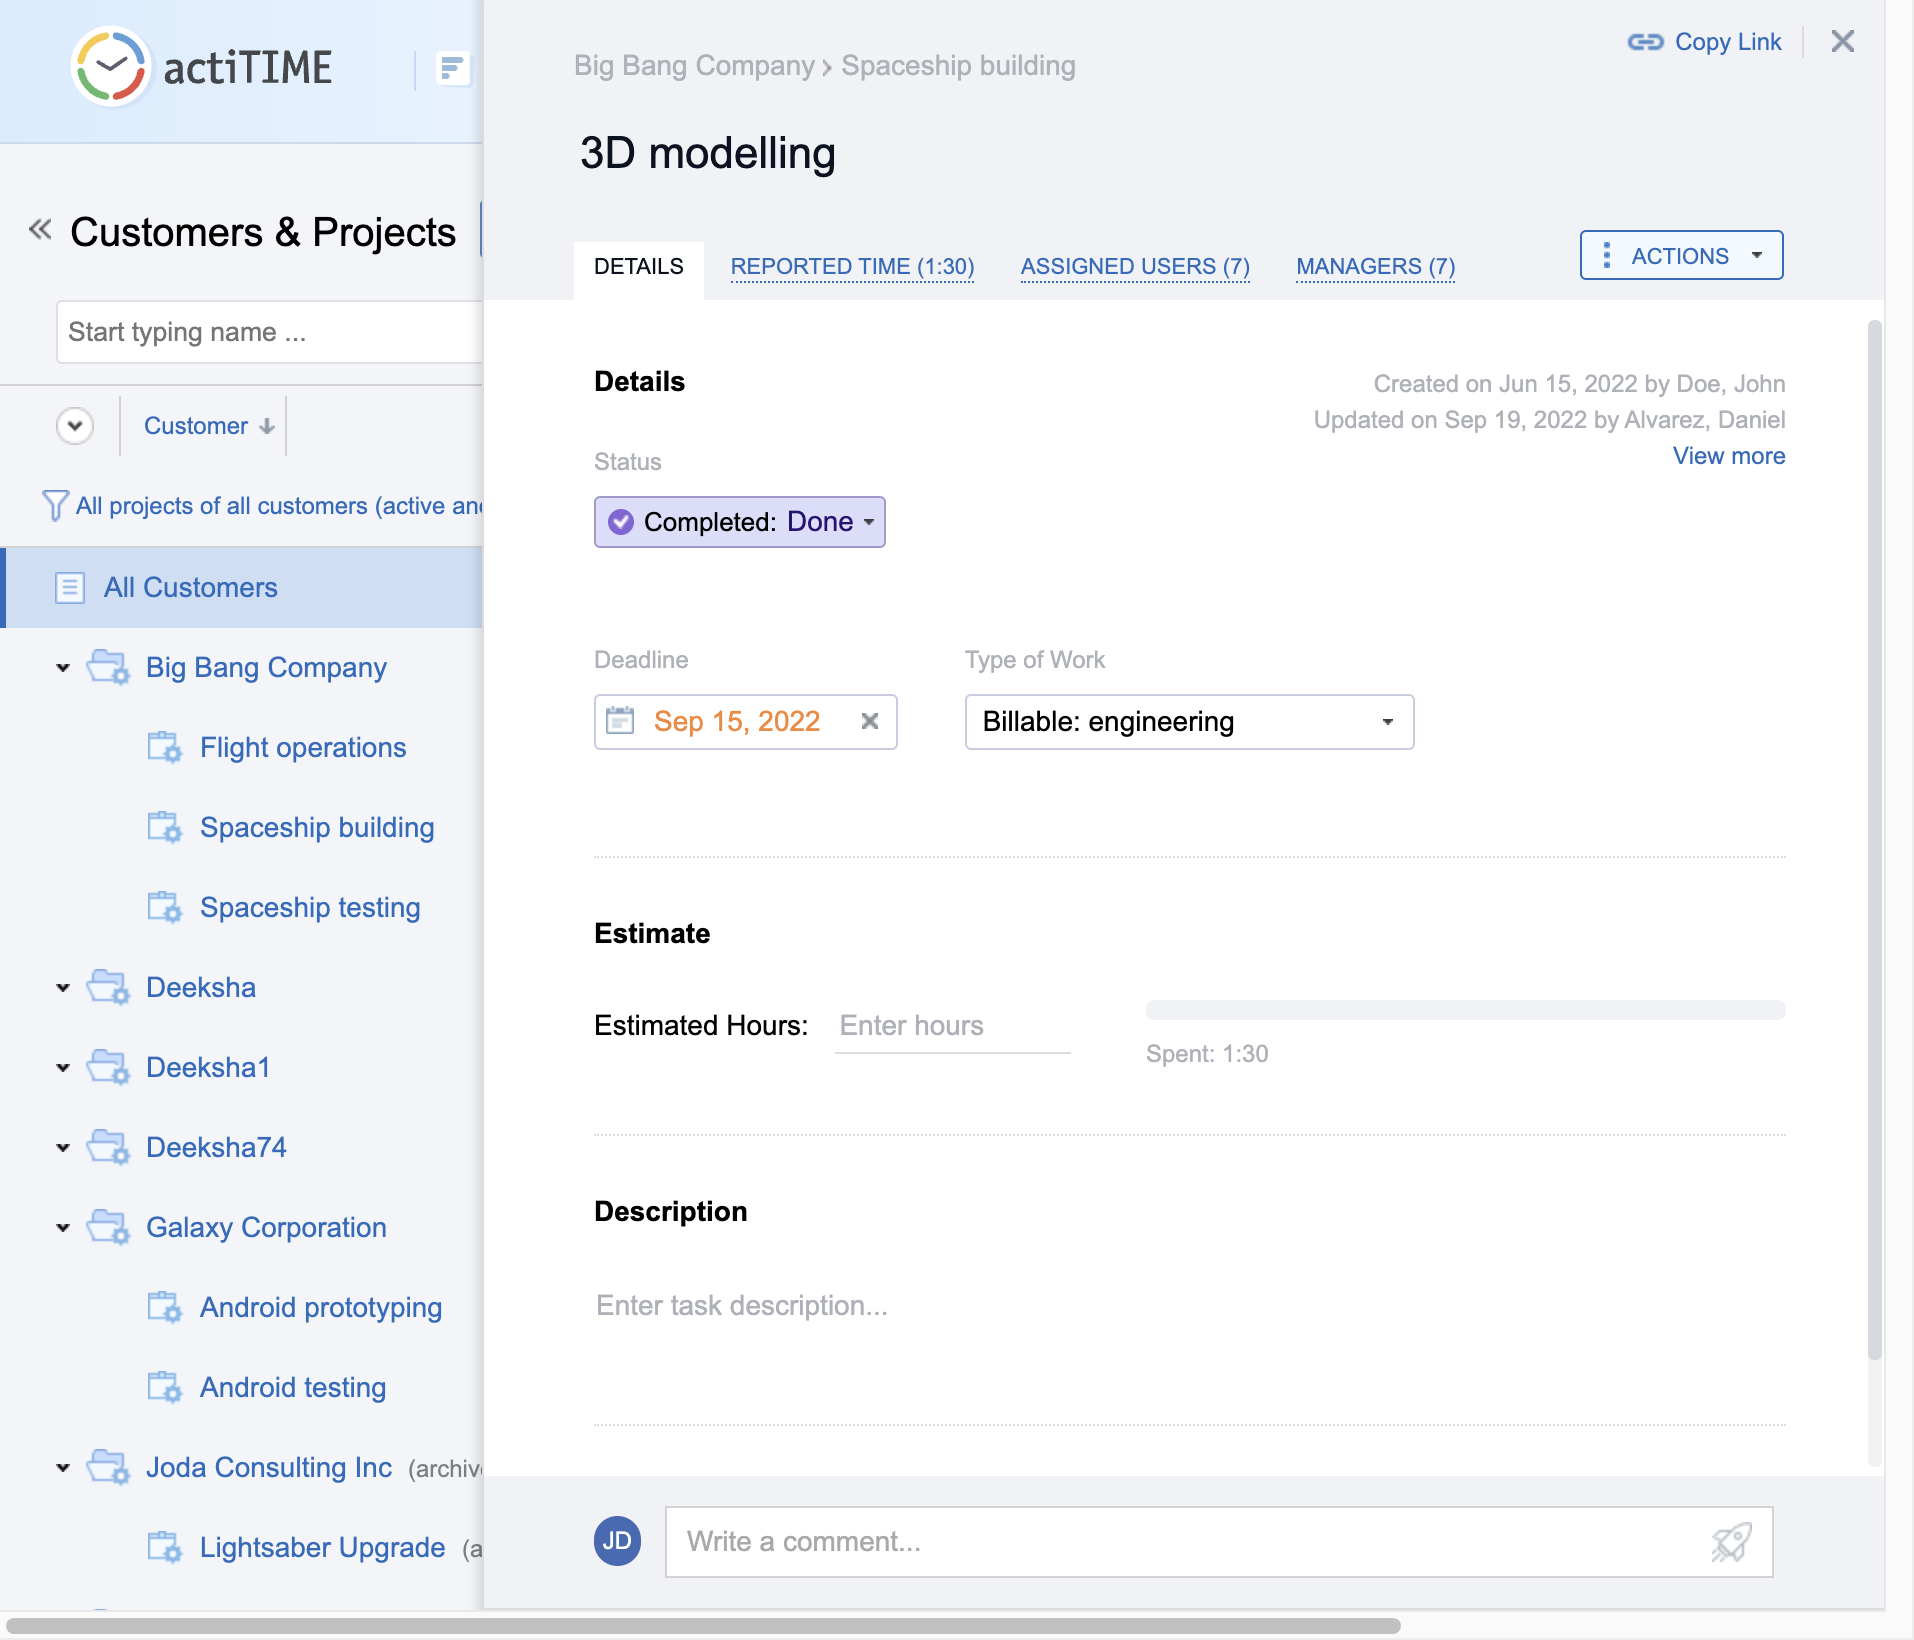 actiTIME
Customers & Projects
Start typing name ...
Customer
All projects of all customers (active and
All Customers
Big Bang Company
Flight operations
Spaceship building
Spaceship testing
Deeksha
Deeksha1
Deeksha74
Galaxy Corporation
Android prototyping
Android testing
Joda Consulting Inc (archiv
Lightsaber Upgrade (a
Copy Link
Big Bang Company › Spaceship building
3D modelling
DETAILS REPORTED TIME (1:30) ASSIGNED USERS (7) MANAGERS (7) ACTIONS
Details
Created on Jun 15, 2022 by Doe, John
Updated on Sep 19, 2022 by Alvarez, Daniel
View more
Status
Completed: Done
Deadline Type of Work
Sep 15, 2022 Billable: engineering
Estimate
Estimated Hours: Enter hours
Spent: 1:30
Description
Enter task description...
JD Write a comment...